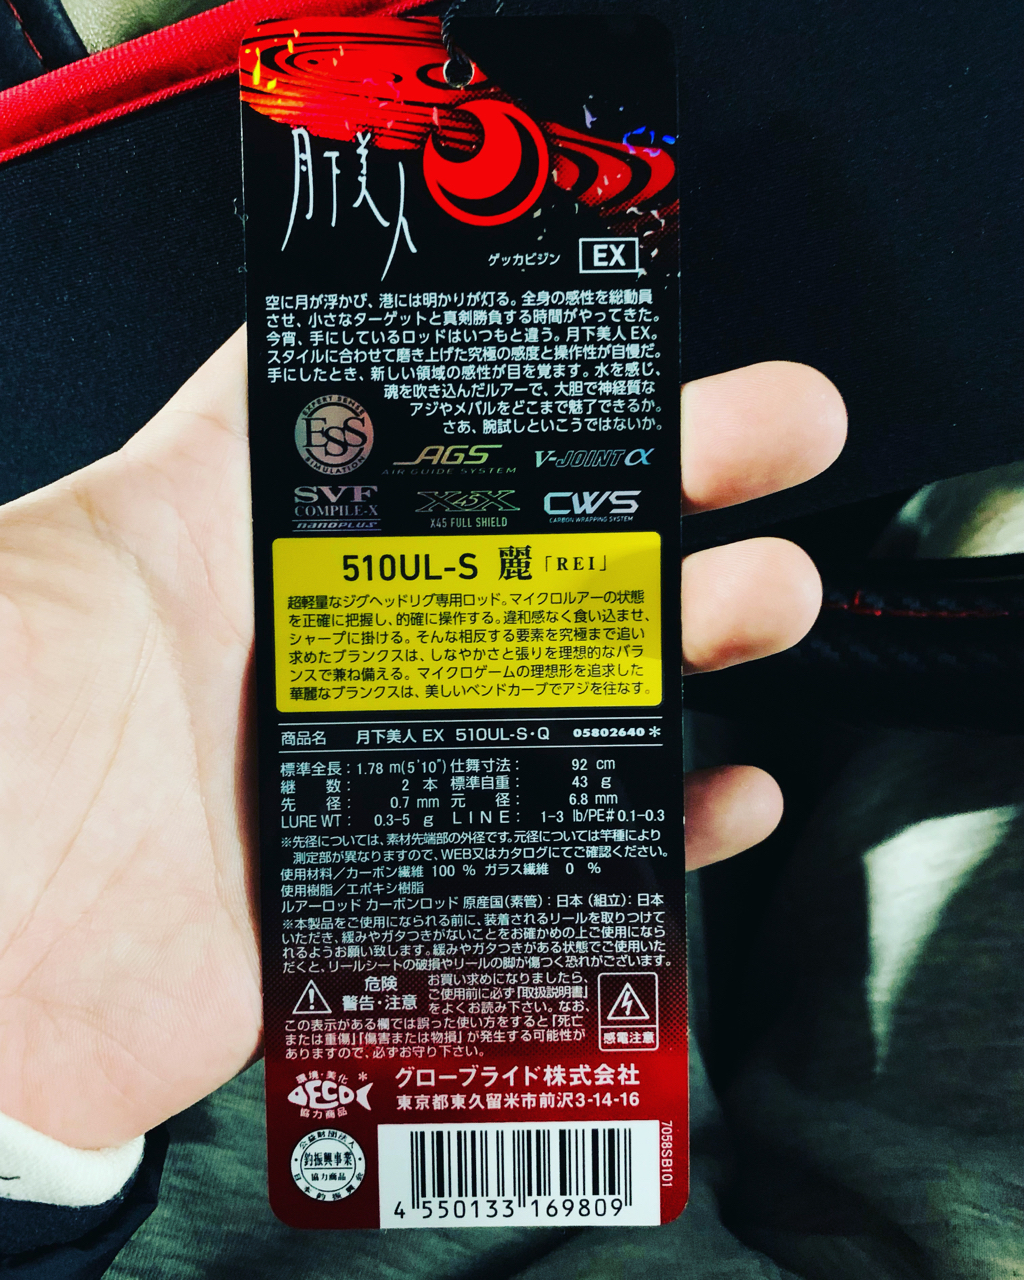 月下美人
ゲッカビジン EX
空に月が浮かび、港には明かりが灯る。全身の感性を総動員
させ、小さなターゲットと真剣勝負する時間がやってきた。
今宵、手にしているロッドはいつもと違う。月下美人EX。
スタイルに合わせて磨き上げた究極の感度と操作性が自慢だ。
手にしたとき、新しい領域の感性が目を覚ます。水を感じ、
魂を吹き込んだルアーで、大胆で神経質な
アジやメバルをどこまで魅了できるか。
さあ、腕試しといこうではないか。
EXPERT SENSE
ESS
SIMULATION
AGS
AIR GUIDE SYSTEM
V-JOINT α
SVF
COMPILE-X
nanoPLUS
X45X
X45 FULL SHIELD
CWS
CARBON WRAPPING SYSTEM
510UL-S 麗「REI」
超軽量なジグヘッドリグ専用ロッド。マイクロルアーの状態
を正確に把握し、的確に操作する。違和感なく食い込ませ、
シャープに掛ける。そんな相反する要素を究極まで追い
求めたブランクスは、しなやかさと張りを理想的なバラ
ンスで兼ね備える。マイクロゲームの理想形を追求した
華麗なブランクスは、美しいベンドカーブでアジを往なす。
商品名 月下美人 EX 510UL-S・Q 05802640＊
標準全長：1.78 m(5'10") 仕舞寸法： 92 cm
継 数： 2 本 標準自重： 43 g
先 径： 0.7 mm 元 径： 6.8 mm
LURE WT： 0.3-5 g LINE： 1-3 lb/PE#0.1-0.3
※先径については、素材先端部の外径です。元径については竿種により
測定部が異なりますので、WEB又はカタログにてご確認ください。
使用材料／カーボン繊維 100 % ガラス繊維 0 %
使用樹脂／エポキシ樹脂
ルアーロッド カーボンロッド 原産国(素管)：日本 (組立)：日本
※本製品をご使用になられる前に、装着されるリールを取りつけて
いただき、緩みやガタつきがないことをお確かめの上ご使用になら
れるようお願い致します。緩みやガタつきがある状態でご使用いた
だくと、リールシートの破損やリールの脚が傷つく恐れがございます。
危険
警告・注意
お買い求めになりましたら、
ご使用前に必ず『取扱説明書』
をよくお読み下さい。なお、
この表示がある欄では誤った使い方をすると「死亡
または重傷」「傷害または物損」が発生する可能性が
ありますので、必ずお守り下さい。
感電注意
環境・美化
DECO
＊
協力商品
グローブライド株式会社
東京都東久留米市前沢3-14-16
公益財団法人
釣振興事業
協力商品
日本釣振興会
7058SB101
4 550133 169809